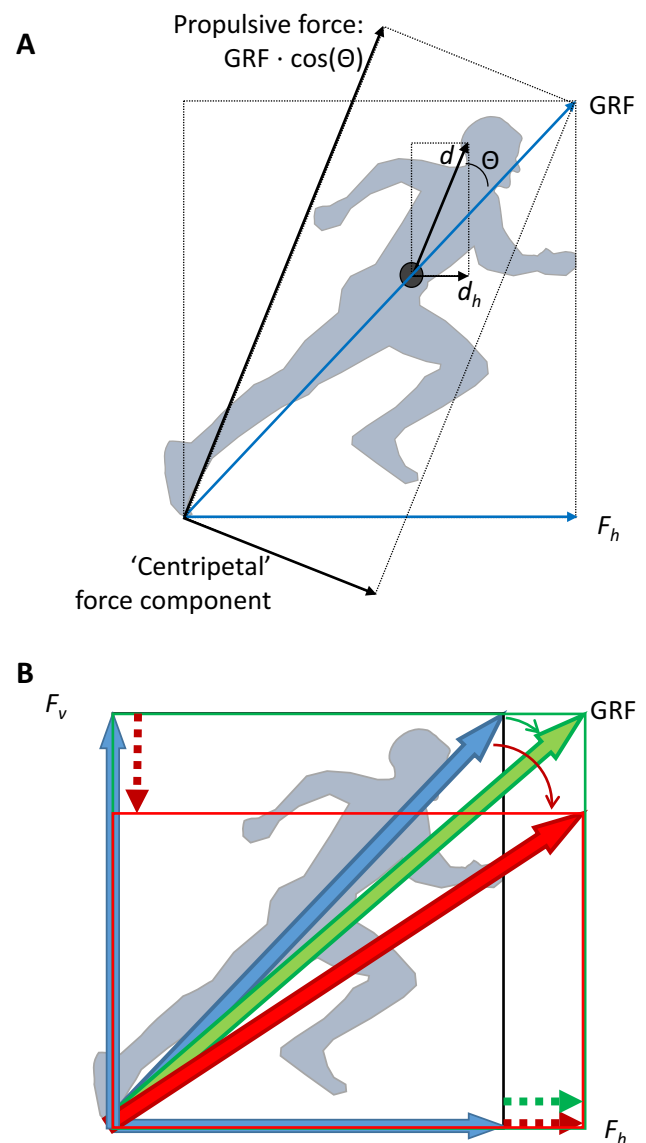 A
Propulsive force:
GRF · cos(Θ)
GRF
d
Θ
d_h
F_h
‘Centripetal’
force component
B
F_v
GRF
F_h